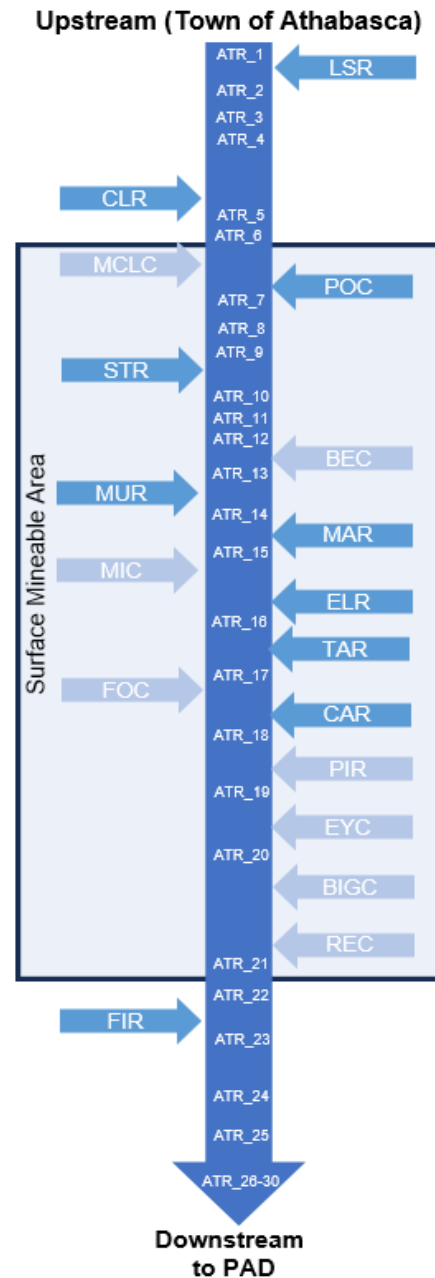 Upstream (Town of Athabasca)
ATR_1
LSR
ATR_2
ATR_3
ATR_4
CLR
ATR_5
ATR_6
MCLC
POC
ATR_7
ATR_8
ATR_9
STR
ATR_10
ATR_11
ATR_12
BEC
ATR_13
MUR
ATR_14
MAR
ATR_15
MIC
ELR
ATR_16
TAR
ATR_17
FOC
CAR
ATR_18
PIR
ATR_19
EYC
ATR_20
BIGC
REC
ATR_21
Surface Mineable Area
ATR_22
FIR
ATR_23
ATR_24
ATR_25
ATR_26-30
Downstream
to PAD